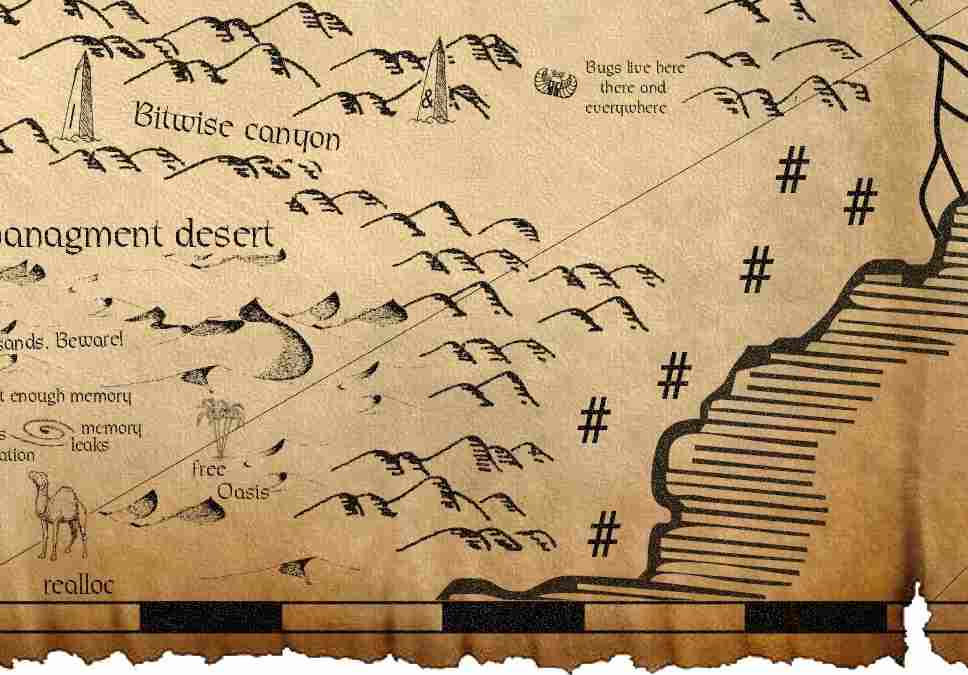 Bugs live here
there and
everywhere
|
&
Bitwise canyon
#
#
anagment desert
#
sands. Beware!
#
t enough memory
#
s
memory
leaks
ation
free
Oasis
#
realloc